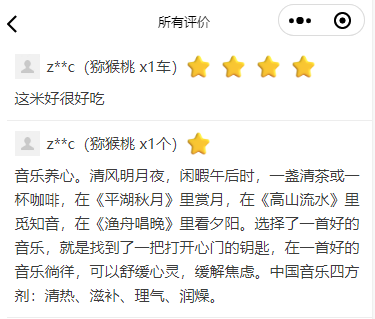 所有评价
z**c（猕猴桃 x1车）
这米好很好吃
z**c（猕猴桃 x1个）
音乐养心。清风明月夜，闲暇午后时，一盏清茶或一
杯咖啡，在《平湖秋月》里赏月，在《高山流水》里
觅知音，在《渔舟唱晚》里看夕阳。选择了一首好的
音乐，就是找到了一把打开心门的钥匙，在一首好的
音乐徜徉，可以舒缓心灵，缓解焦虑。中国音乐四方
剂：清热、滋补、理气、润燥。